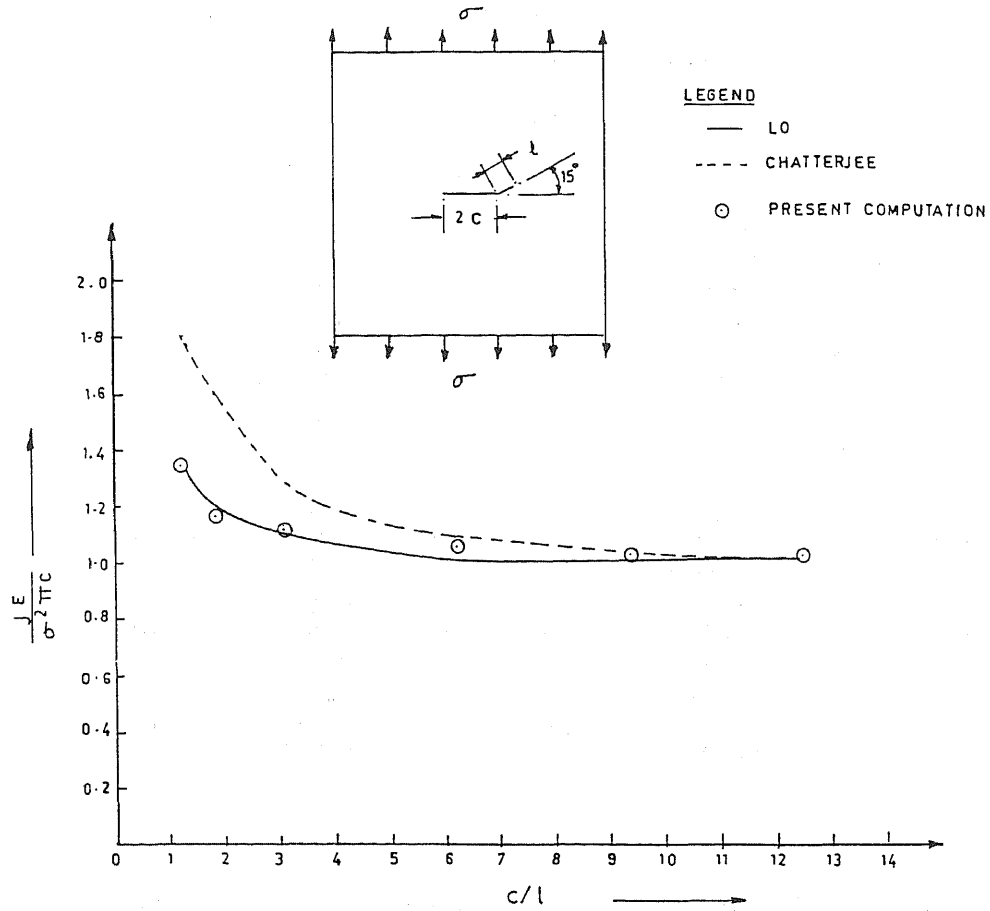 σ
LEGEND
LO
CHATTERJEE
PRESENT COMPUTATION
l
15°
2 C
σ
2.0
1.8
1.6
1.4
1.2
1.0
0.8
0.6
0.4
0.2
J E
σ² π C
0 1 2 3 4 5 6 7 8 9 10 11 12 13 14
C/l